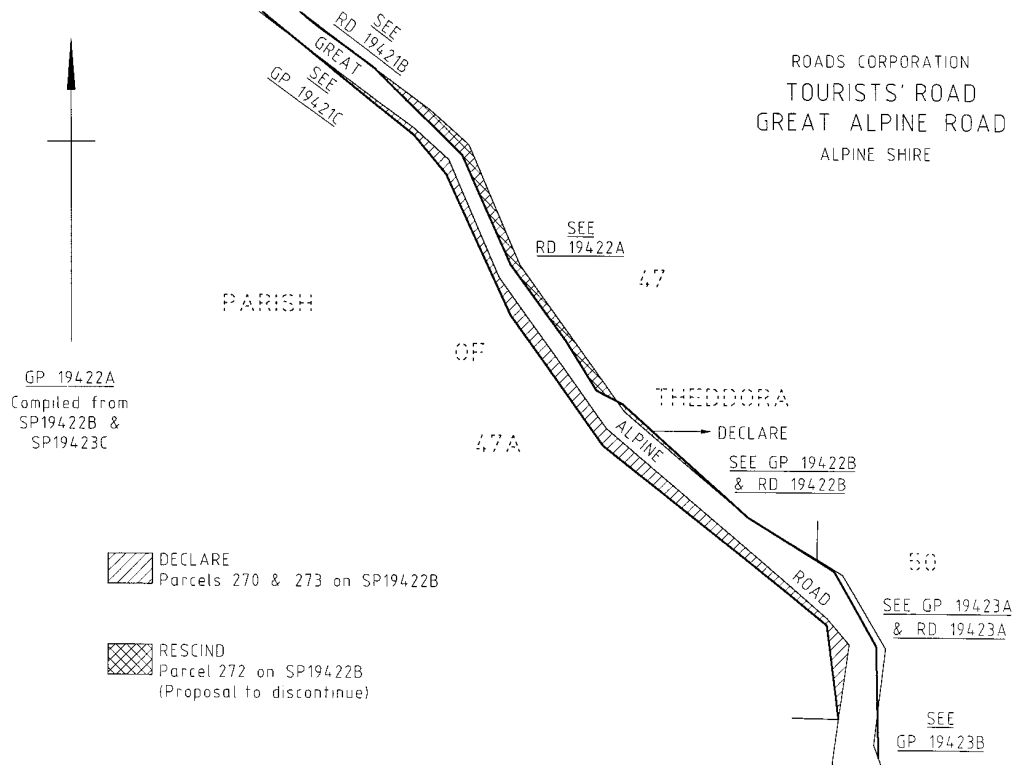 ROADS CORPORATION
TOURISTS' ROAD
GREAT ALPINE ROAD
ALPINE SHIRE
SEE
RD 19421B
GREAT
SEE
GP 19421C
SEE
RD 19422A
47
PARISH
OF
THEDDORA
47A
GP 19422A
Compiled from
SP19422B &
SP19423C
ALPINE
DECLARE
SEE GP 19422B
& RD 19422B
50
ROAD
SEE GP 19423A
& RD 19423A
SEE
GP 19423B
DECLARE
Parcels 270 & 273 on SP19422B
RESCIND
Parcel 272 on SP19422B
(Proposal to discontinue)